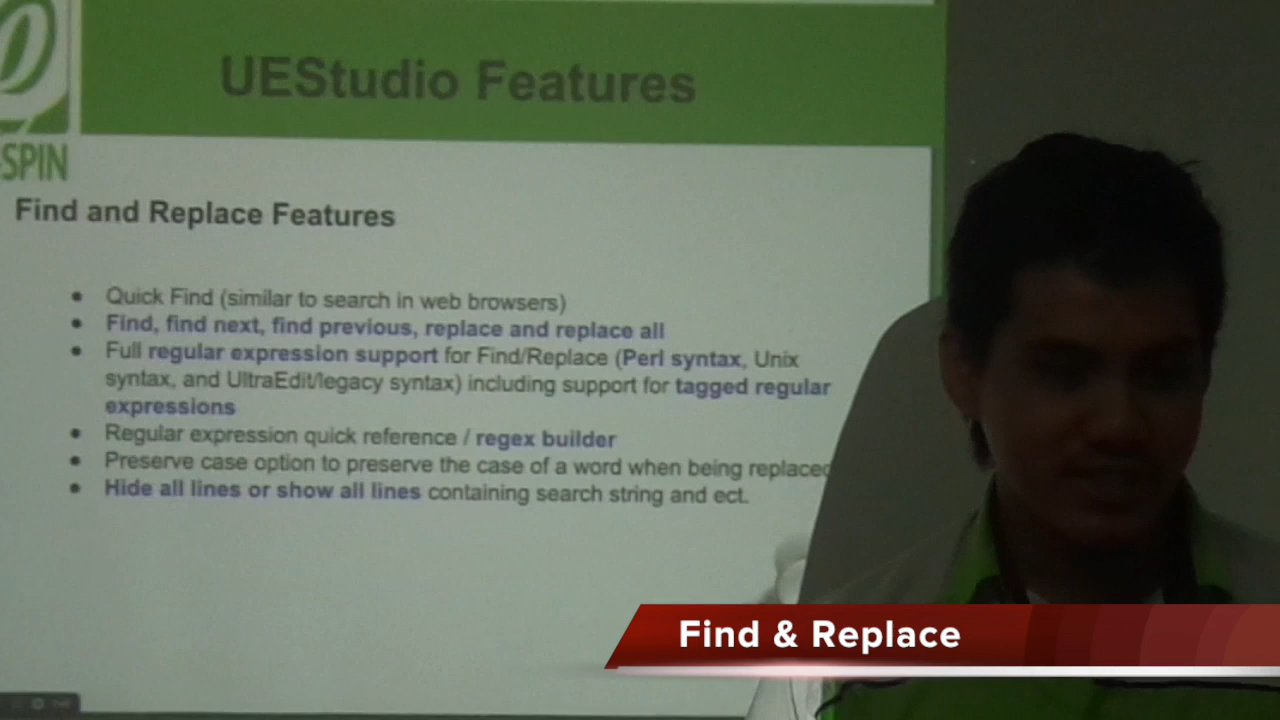 UEStudio Features
-SPIN
Find and Replace Features
• Quick Find (similar to search in web browsers)
• Find, find next, find previous, replace and replace all
• Full regular expression support for Find/Replace (Perl syntax, Unix
syntax, and UltraEdit/legacy syntax) including support for tagged regular
expressions
• Regular expression quick reference / regex builder
• Preserve case option to preserve the case of a word when being replaced
• Hide all lines or show all lines containing search string and ect.
Find & Replace